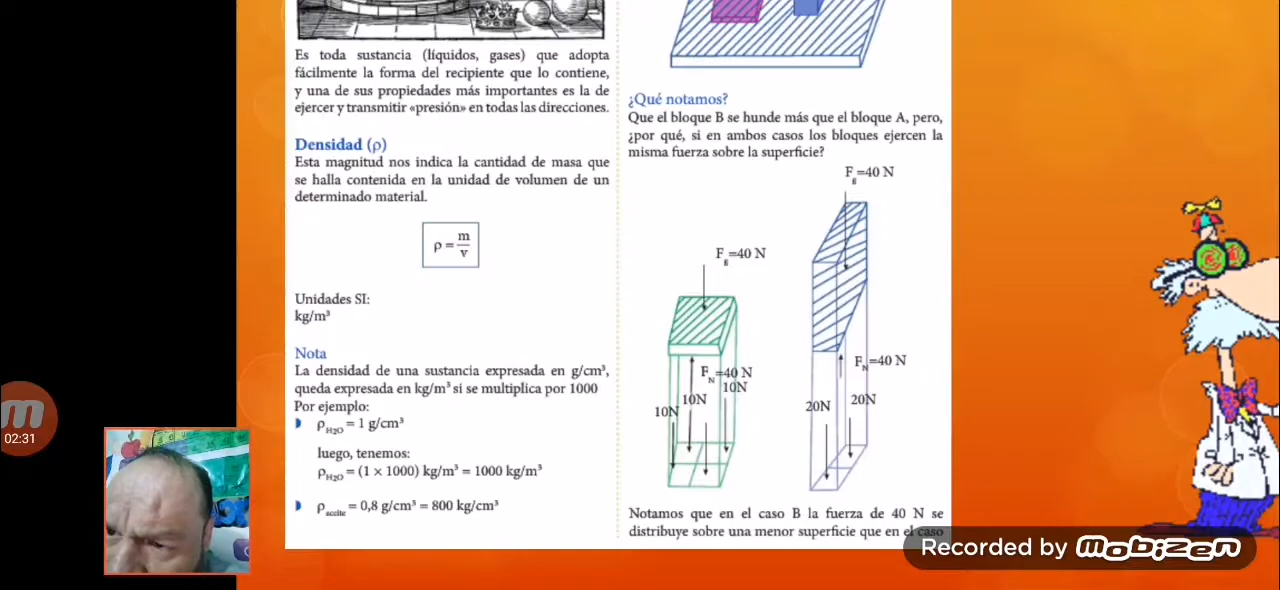 Es toda sustancia (líquidos, gases) que adopta
fácilmente la forma del recipiente que lo contiene,
y una de sus propiedades más importantes es la de
ejercer y transmitir «presión» en todas las direcciones.
Densidad (ρ)
Esta magnitud nos indica la cantidad de masa que
se halla contenida en la unidad de volumen de un
determinado material.
ρ = m/v
Unidades SI:
kg/m³
Nota
La densidad de una sustancia expresada en g/cm³,
queda expresada en kg/m³ si se multiplica por 1000
Por ejemplo:
ρH₂O = 1 g/cm³
luego, tenemos:
ρH₂O = (1 × 1000) kg/m³ = 1000 kg/m³
ρaceite = 0,8 g/cm³ = 800 kg/cm³
¿Qué notamos?
Que el bloque B se hunde más que el bloque A, pero,
¿por qué, si en ambos casos los bloques ejercen la
misma fuerza sobre la superficie?
Fg=40 N
Fg=40 N
FN=40 N
10N
10N
10N
FN=40 N
20N
20N
Notamos que en el caso B la fuerza de 40 N se
distribuye sobre una menor superficie que en el caso
02:31
Recorded by Mobizen